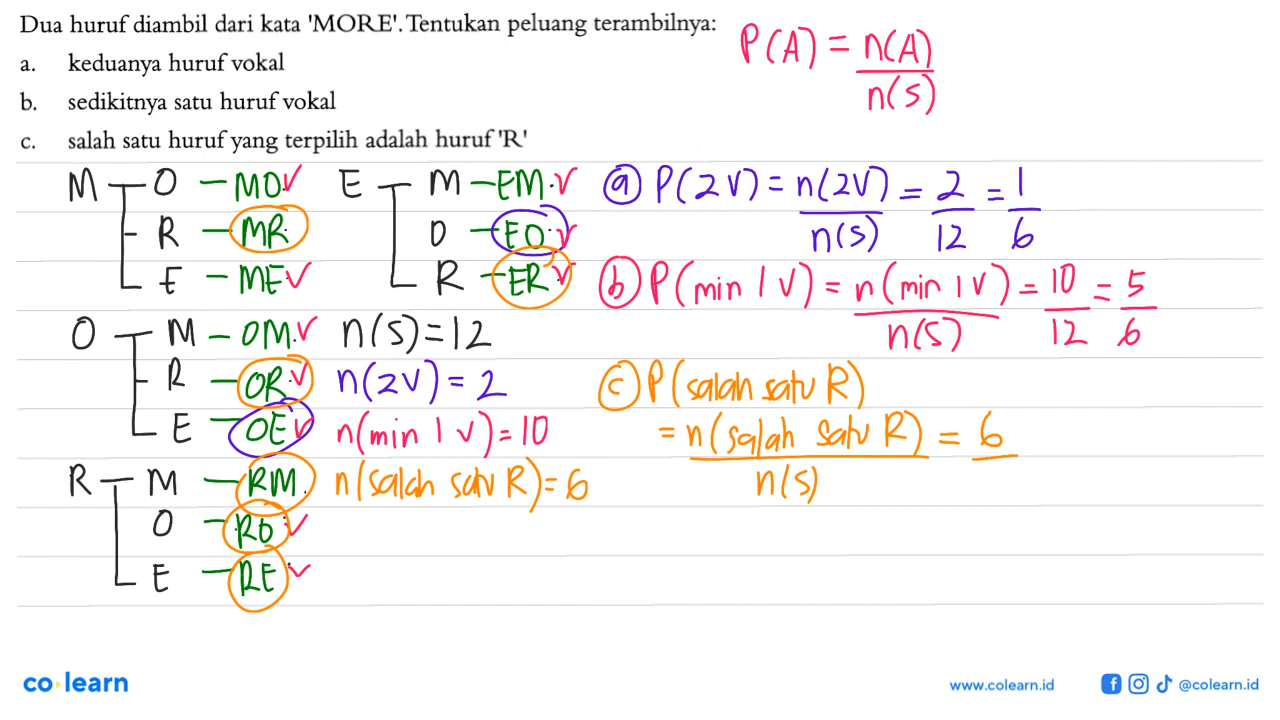 Dua huruf diambil dari kata 'MORE'. Tentukan peluang terambilnya:
a. keduanya huruf vokal
b. sedikitnya satu huruf vokal
c. salah satu huruf yang terpilih adalah huruf 'R'
P(A) = n(A)
n(S)
M O – MO
R – MR
E – ME
O M – OM
R – OR
E – OE
R M – RM
O – RO
E – RE
E M – EM
O – EO
R – ER
n(S) = 12
n(2V) = 2
n(min 1 V) = 10
n(salah satu R) = 6
a P(2V) = n(2V) = 2 = 1
n(S) 12 6
b P(min 1 V) = n(min 1 V) = 10 = 5
n(S) 12 6
c P(salah satu R)
= n(salah satu R) = 6
n(S)
co learn
www.colearn.id
@colearn.id